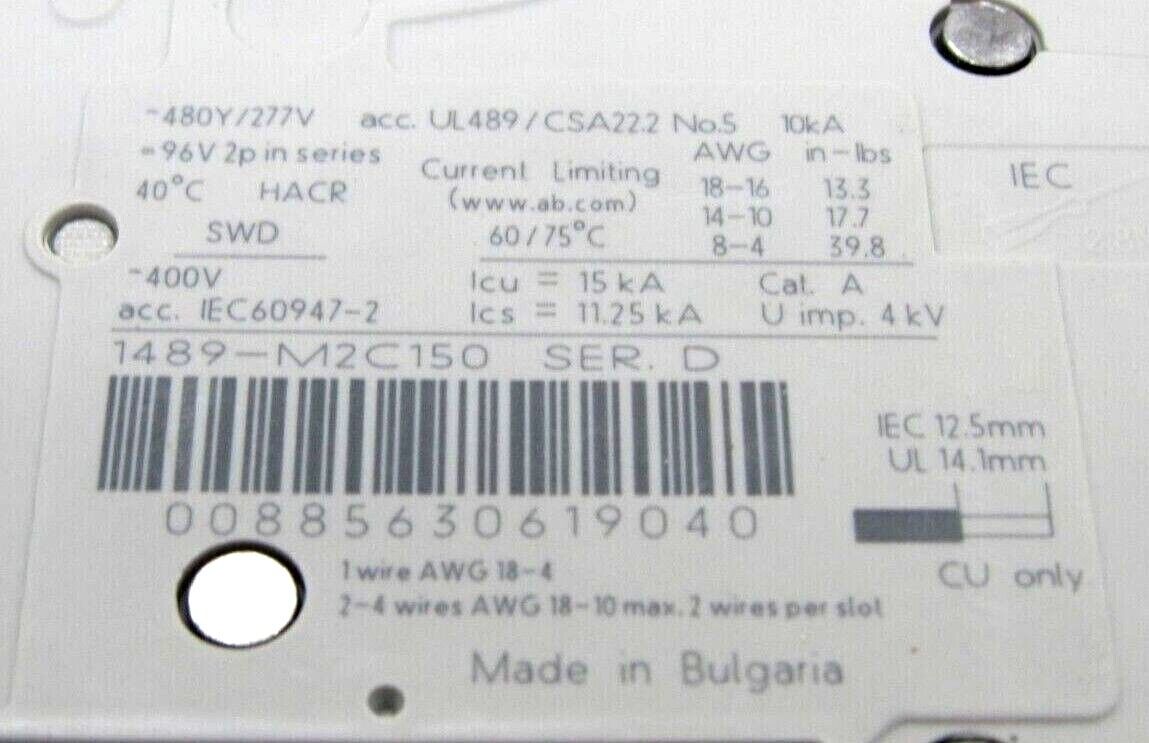 ~480Y/277V acc. UL489/CSA22.2 No.5 10kA
=96V 2p in series Current Limiting AWG in-lbs
40°C HACR (www.ab.com) 18-16 13.3
SWD 60/75°C 14-10 17.7
8-4 39.8
IEC
~400V Icu = 15 kA Cat. A
acc. IEC60947-2 Ics = 11.25 kA U imp. 4 kV
1489-M2C150 SER. D
IEC 12.5mm
UL 14.1mm
00885630619040
1 wire AWG 18-4
CU only
2-4 wires AWG 18-10 max. 2 wires per slot
Made in Bulgaria